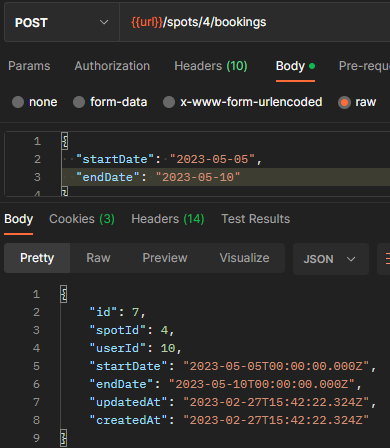 POST {{url}}/spots/4/bookings
Params Authorization Headers (10) Body Pre-requ
none form-data x-www-form-urlencoded raw
1 {
2 "startDate": "2023-05-05",
3 "endDate": "2023-05-10"
4 }
Body Cookies (3) Headers (14) Test Results
Pretty Raw Preview Visualize JSON
1 {
2 "id": 7,
3 "spotId": 4,
4 "userId": 10,
5 "startDate": "2023-05-05T00:00:00.000Z",
6 "endDate": "2023-05-10T00:00:00.000Z",
7 "updatedAt": "2023-02-27T15:42:22.324Z",
8 "createdAt": "2023-02-27T15:42:22.324Z"
9 }